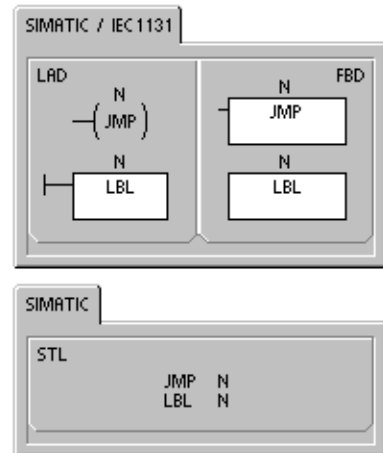 SIMATIC / IEC1131
LAD
N
JMP
N
LBL
FBD
N
JMP
N
LBL
SIMATIC
STL
JMP N
LBL N